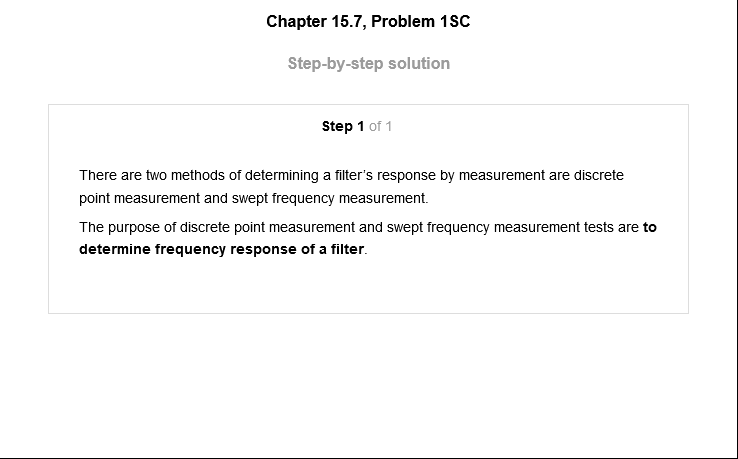 Chapter 15.7, Problem 1SC
Step-by-step solution
Step 1 of 1
There are two methods of determining a filter’s response by measurement are discrete
point measurement and swept frequency measurement.
The purpose of discrete point measurement and swept frequency measurement tests are to
determine frequency response of a filter.